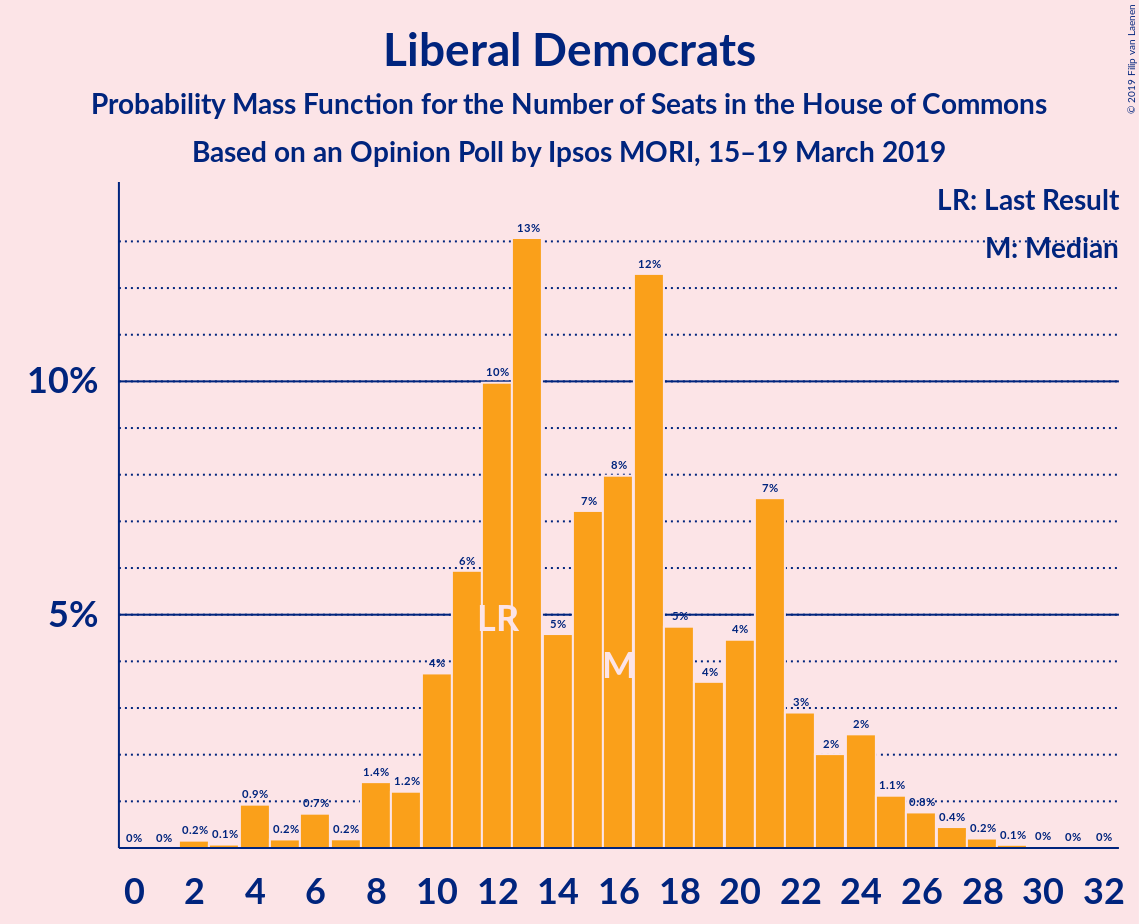 Liberal Democrats
Probability Mass Function for the Number of Seats in the House of Commons
Based on an Opinion Poll by Ipsos MORI, 15–19 March 2019
© 2019 Filip van Laenen
LR: Last Result
M: Median
10%
5%
0% 0% 0.2% 0.1% 0.9% 0.2% 0.7% 0.2% 1.4% 1.2% 4% 6% 10% 13% 5% 7% 8% 12% 5% 4% 4% 7% 3% 2% 2% 1.1% 0.8% 0.4% 0.2% 0.1% 0% 0% 0%
LR
M
0 2 4 6 8 10 12 14 16 18 20 22 24 26 28 30 32